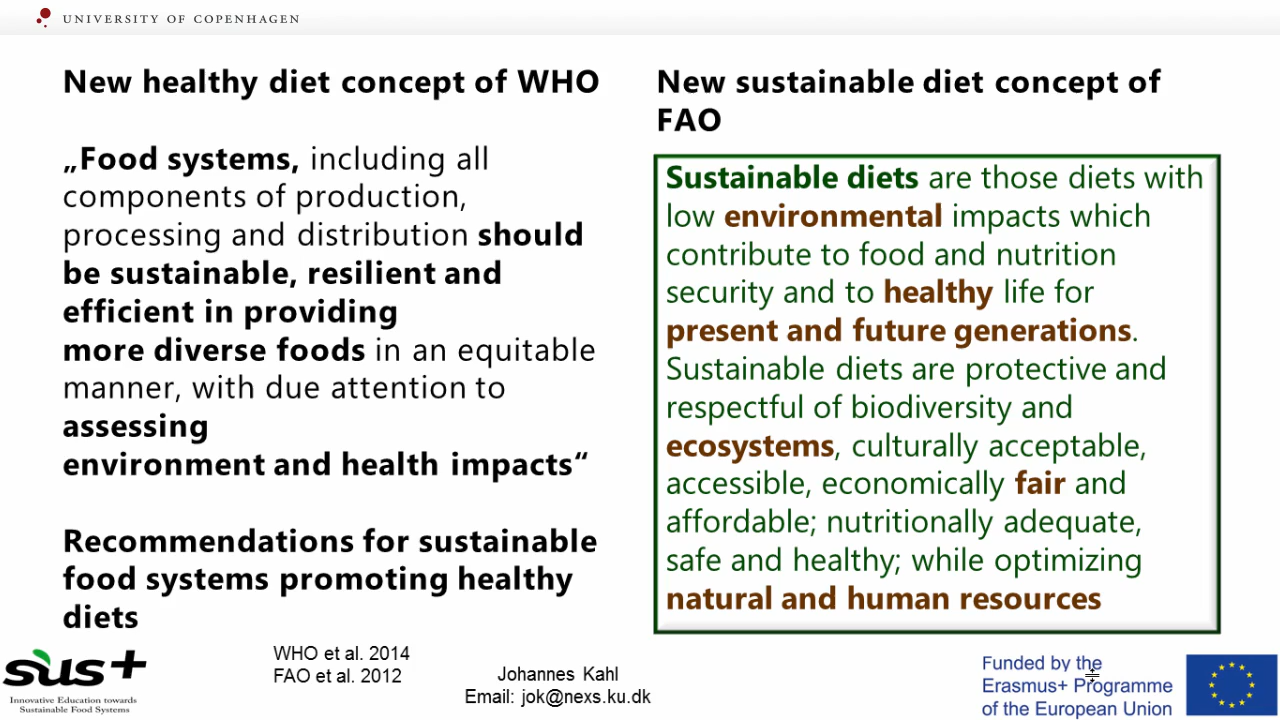 UNIVERSITY OF COPENHAGEN
New healthy diet concept of WHO
„Food systems, including all
components of production,
processing and distribution should
be sustainable, resilient and
efficient in providing
more diverse foods in an equitable
manner, with due attention to
assessing
environment and health impacts“
Recommendations for sustainable
food systems promoting healthy
diets
New sustainable diet concept of
FAO
Sustainable diets are those diets with
low environmental impacts which
contribute to food and nutrition
security and to healthy life for
present and future generations.
Sustainable diets are protective and
respectful of biodiversity and
ecosystems, culturally acceptable,
accessible, economically fair and
affordable; nutritionally adequate,
safe and healthy; while optimizing
natural and human resources
sus+
Innovative Education towards
Sustainable Food Systems
WHO et al. 2014
FAO et al. 2012
Johannes Kahl
Email: jok@nexs.ku.dk
Funded by the
Erasmus+ Programme
of the European Union